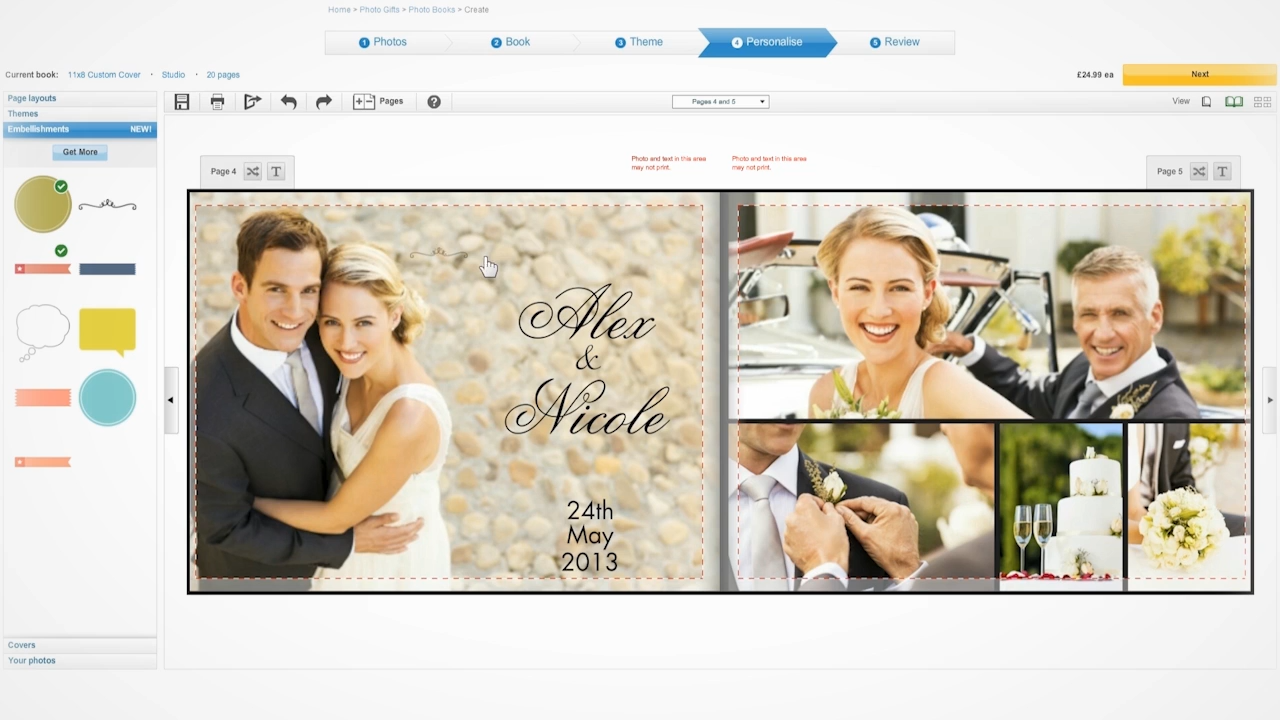 Home > Photo Gifts > Photo Books > Create
1 Photos
2 Book
3 Theme
4 Personalise
5 Review
Current book: 11x8 Custom Cover · Studio · 20 pages
£24.99 ea
Next
Page layouts
Themes
Embellishments NEW!
Get More
Pages
?
Pages 4 and 5
View
Page 4
T
Photo and text in this area
may not print.
Photo and text in this area
may not print.
Page 5
T
Alex
&
Nicole
24th
May
2013
Covers
Your photos